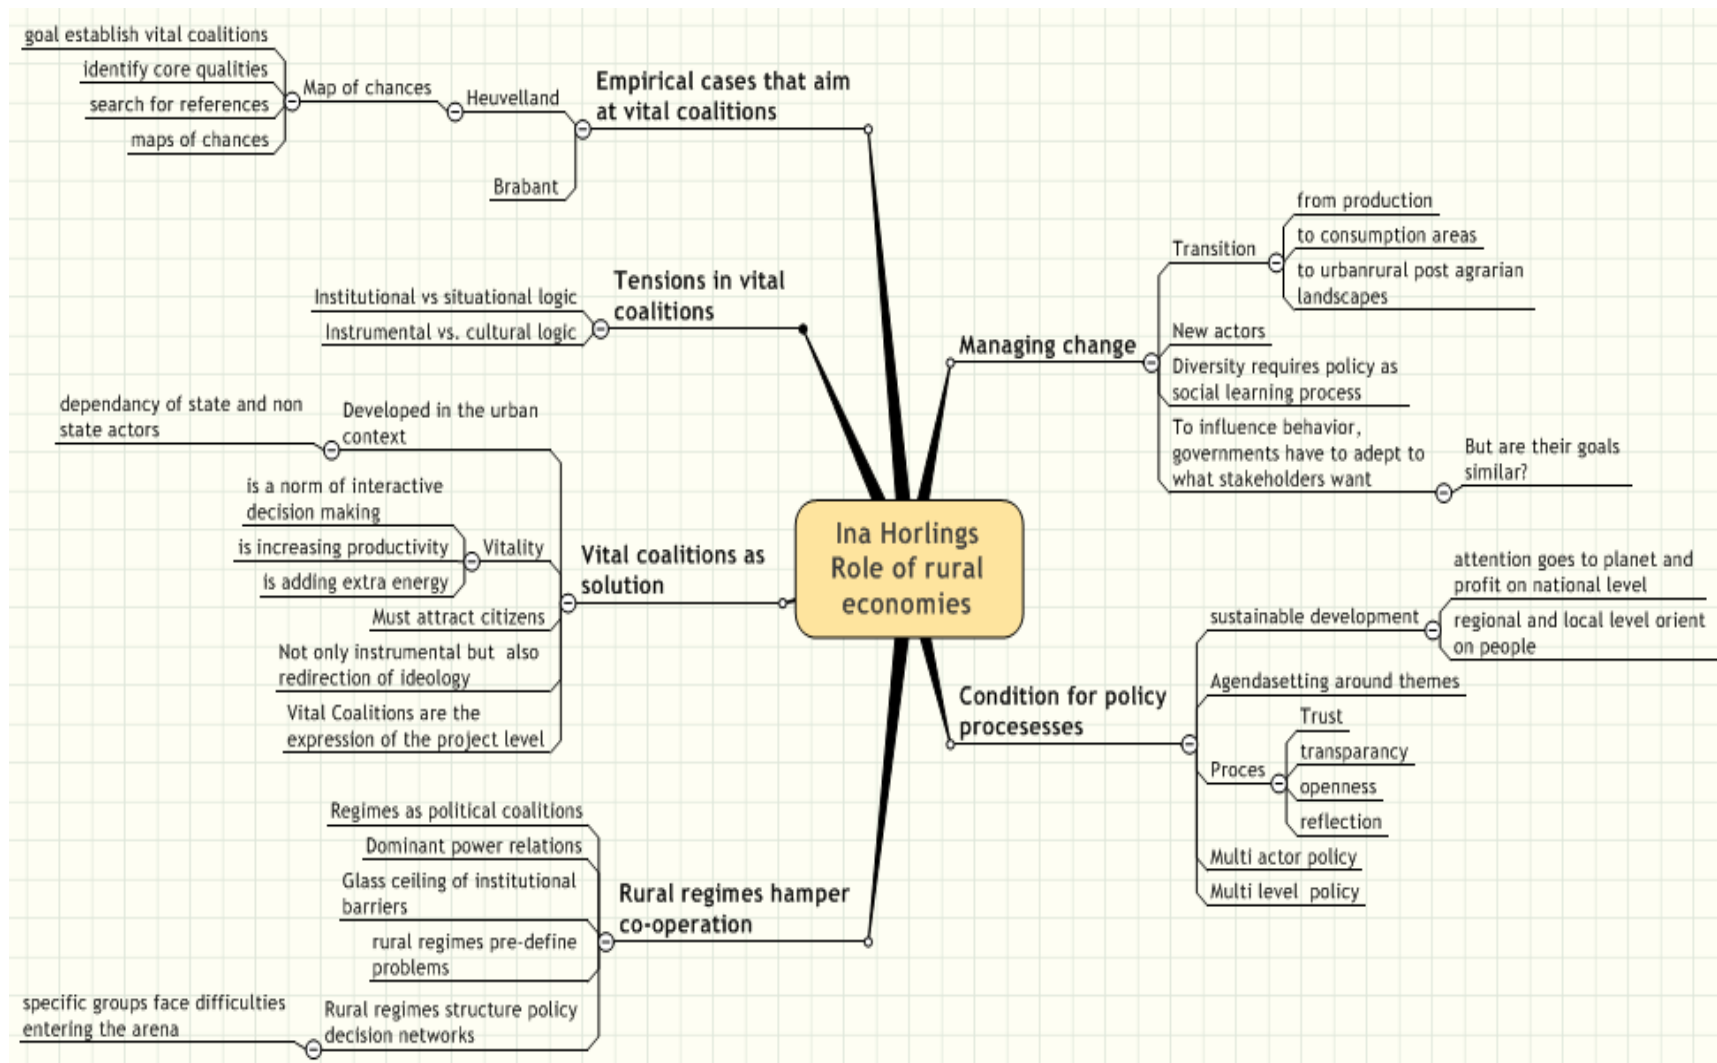 Ina Horlings
Role of rural
economies
Managing change
Transition
from production
to consumption areas
to urbanrural post agrarian
landscapes
New actors
Diversity requires policy as
social learning process
To influence behavior,
governments have to adept to
what stakeholders want
But are their goals
similar?
Condition for policy
procesesses
sustainable development
attention goes to planet and
profit on national level
regional and local level orient
on people
Agendasetting around themes
Proces
Trust
transparancy
openness
reflection
Multi actor policy
Multi level policy
Empirical cases that aim
at vital coalitions
Heuvelland
Map of chances
goal establish vital coalitions
identify core qualities
search for references
maps of chances
Brabant
Tensions in vital
coalitions
Institutional vs situational logic
Instrumental vs. cultural logic
Vital coalitions as
solution
Developed in the urban
context
dependancy of state and non
state actors
Vitality
is a norm of interactive
decision making
is increasing productivity
is adding extra energy
Must attract citizens
Not only instrumental but also
redirection of ideology
Vital Coalitions are the
expression of the project level
Rural regimes hamper
co-operation
Regimes as political coalitions
Dominant power relations
Glass ceiling of institutional
barriers
rural regimes pre-define
problems
Rural regimes structure policy
decision networks
specific groups face difficulties
entering the arena